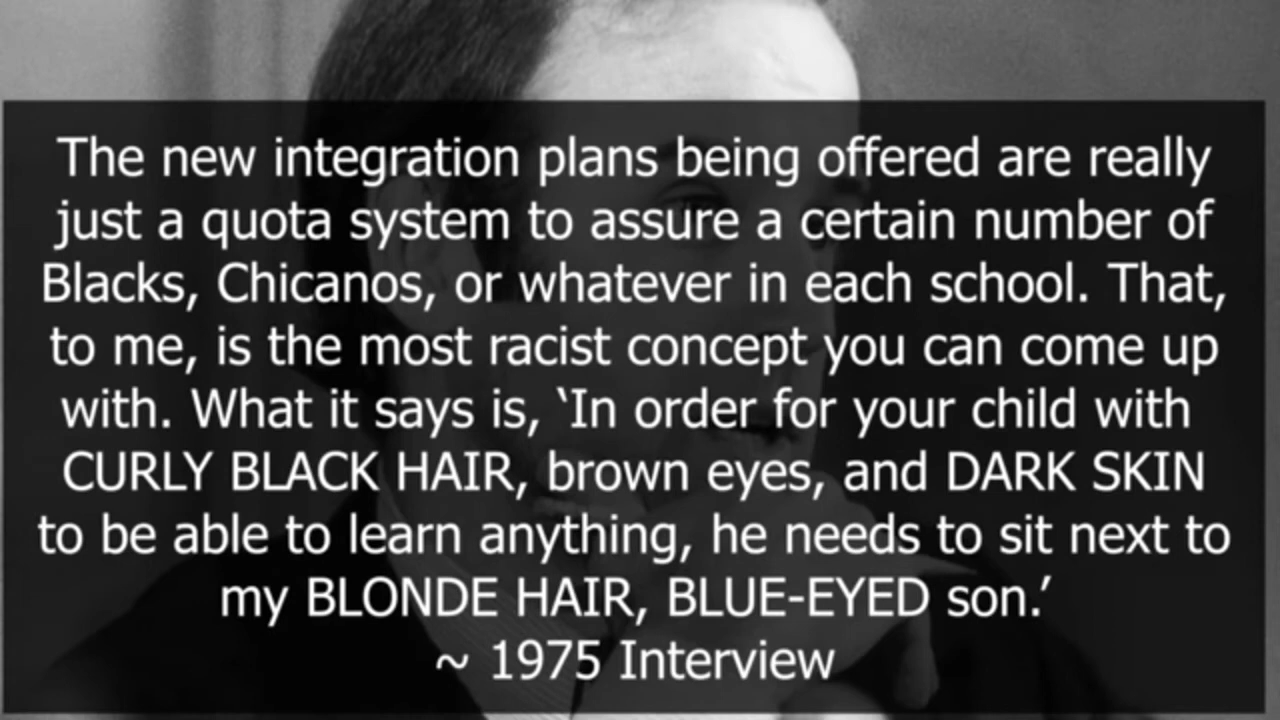 The new integration plans being offered are really
just a quota system to assure a certain number of
Blacks, Chicanos, or whatever in each school. That,
to me, is the most racist concept you can come up
with. What it says is, ‘In order for your child with
CURLY BLACK HAIR, brown eyes, and DARK SKIN
to be able to learn anything, he needs to sit next to
my BLONDE HAIR, BLUE-EYED son.’
~ 1975 Interview